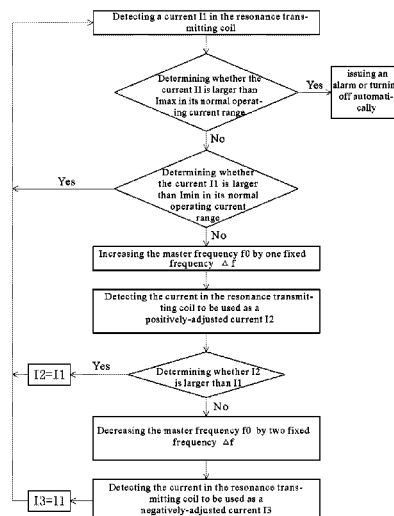 Detecting a current I1 in the resonance trans-
mitting coil
Determining whether the
current I1 is larger than
Imax in its normal operat-
ing current range
Yes
issuing an
alarm or turning
off automati-
cally
No
Determining whether
the current I1 is larger
than Imin in its normal
operating current
range
Yes
No
Increasing the master frequency f0 by one fixed
frequency Δf
Detecting the current in the resonance transmit-
ting coil to be used as a
positively-adjusted current I2
Determining whether I2
is larger than I1
Yes
I2=I1
No
Decreasing the master frequency f0 by two fixed
frequency Δf
Detecting the current in the resonance trans-
mitting coil to be used as a
negatively-adjusted current I3
I3=I1